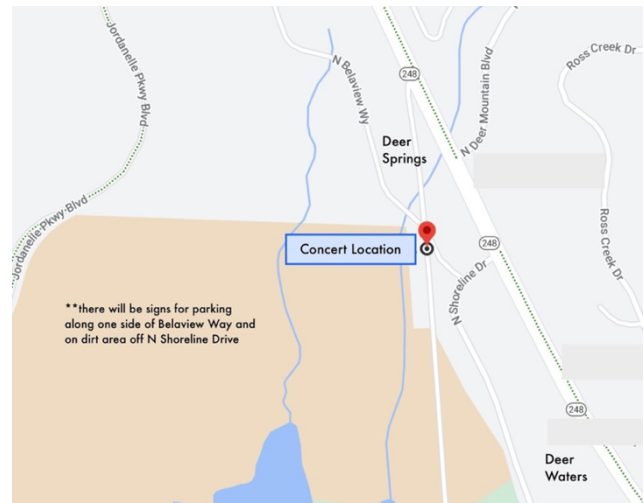 Jordanelle Pkwy Blvd
N Belaview Wy
248
N Deer Mountain Blvd
Ross Creek Dr
Deer
Springs
Jordanelle Pkwy Blvd
Concert Location
248
N Shoreline Dr
Ross Creek Dr
**there will be signs for parking
along one side of Belaview Way and
on dirt area off N Shoreline Drive
248
Deer
Waters